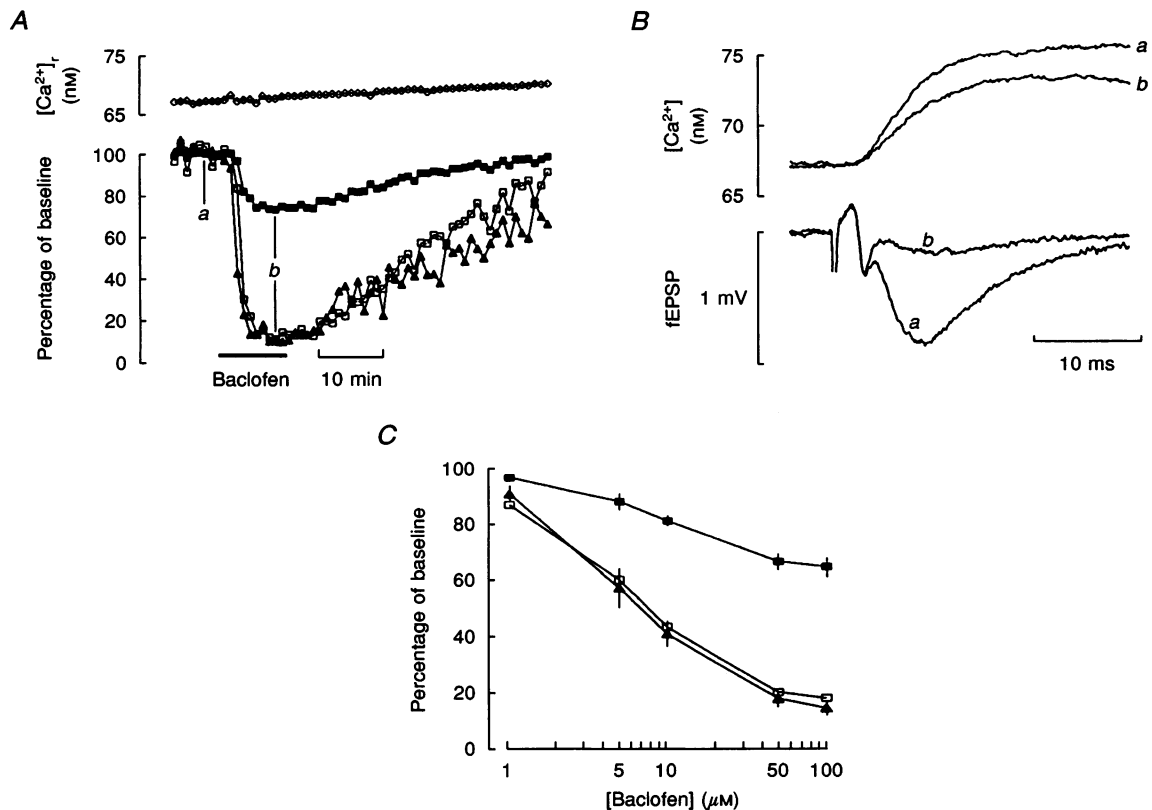 A
[Ca2+]r
(nM)
75
65
Percentage of baseline
100
80
60
40
20
0
a
b
Baclofen
10 min
B
[Ca2+]
(nM)
75
70
65
a
b
fEPSP
1 mV
b
a
10 ms
C
Percentage of baseline
100
80
60
40
20
0
1
5
10
50
100
[Baclofen] (μM)